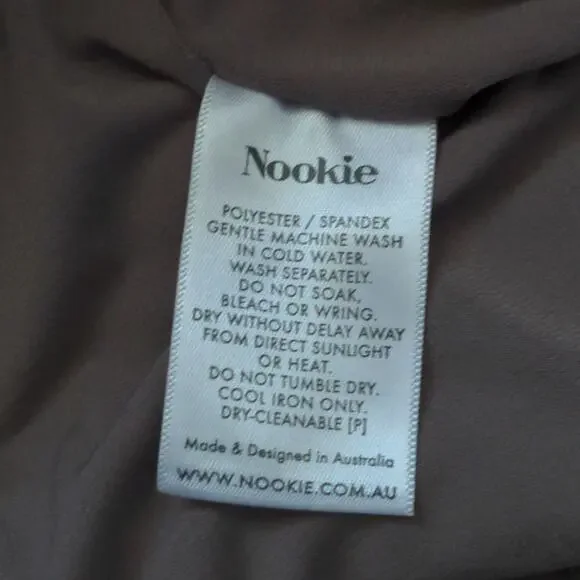 Nookie
POLYESTER / SPANDEX
GENTLE MACHINE WASH
IN COLD WATER.
WASH SEPARATELY.
DO NOT SOAK,
BLEACH OR WRING.
DRY WITHOUT DELAY AWAY
FROM DIRECT SUNLIGHT
OR HEAT.
DO NOT TUMBLE DRY.
COOL IRON ONLY.
DRY-CLEANABLE [P]
Made & Designed in Australia
WWW.NOOKIE.COM.AU